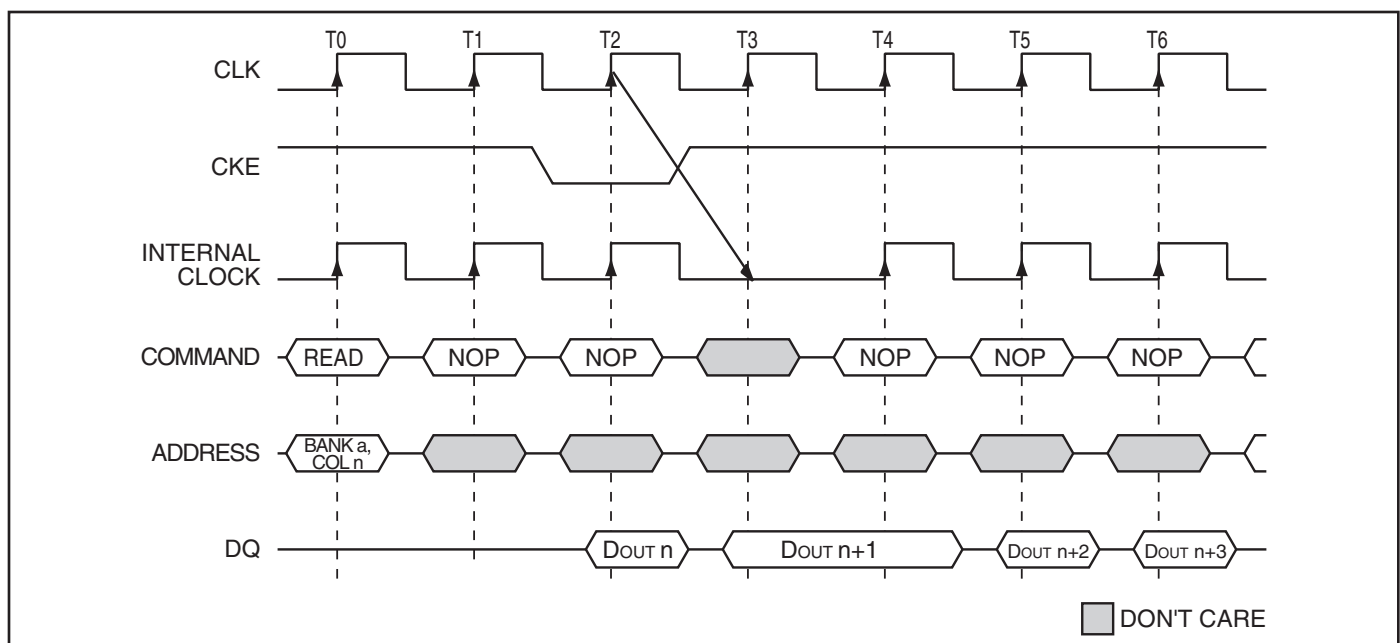 T0 T1 T2 T3 T4 T5 T6
CLK
CKE
INTERNAL
CLOCK
COMMAND READ NOP NOP NOP NOP NOP
ADDRESS BANK a,
COL n
DQ DOUT n DOUT n+1 DOUT n+2 DOUT n+3
DON'T CARE